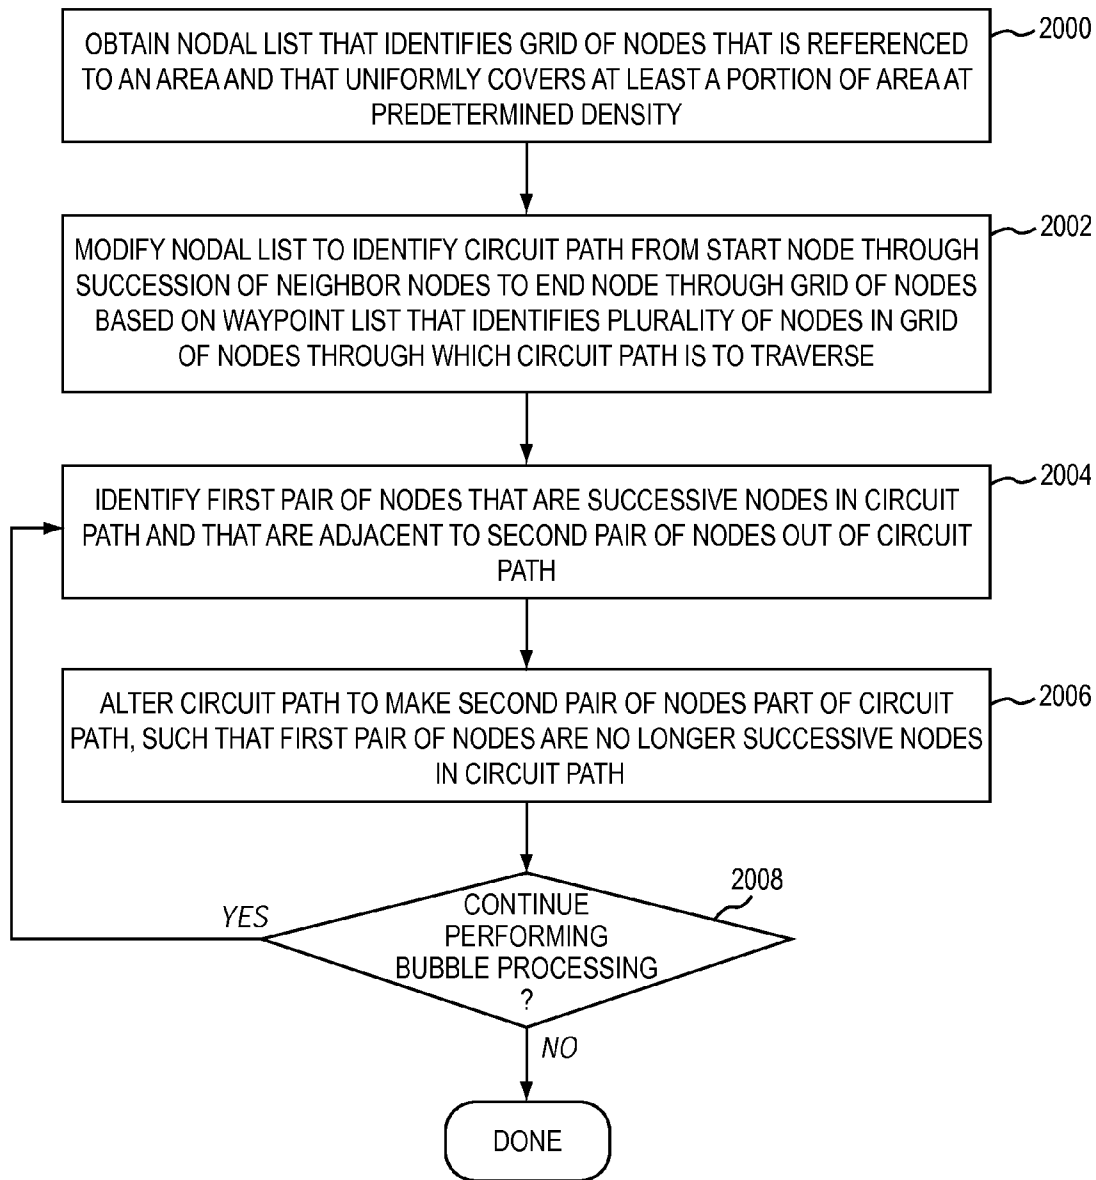 OBTAIN NODAL LIST THAT IDENTIFIES GRID OF NODES THAT IS REFERENCED
TO AN AREA AND THAT UNIFORMLY COVERS AT LEAST A PORTION OF AREA AT
PREDETERMINED DENSITY
2000
MODIFY NODAL LIST TO IDENTIFY CIRCUIT PATH FROM START NODE THROUGH
SUCCESSION OF NEIGHBOR NODES TO END NODE THROUGH GRID OF NODES
BASED ON WAYPOINT LIST THAT IDENTIFIES PLURALITY OF NODES IN GRID
OF NODES THROUGH WHICH CIRCUIT PATH IS TO TRAVERSE
2002
IDENTIFY FIRST PAIR OF NODES THAT ARE SUCCESSIVE NODES IN CIRCUIT
PATH AND THAT ARE ADJACENT TO SECOND PAIR OF NODES OUT OF CIRCUIT
PATH
2004
ALTER CIRCUIT PATH TO MAKE SECOND PAIR OF NODES PART OF CIRCUIT
PATH, SUCH THAT FIRST PAIR OF NODES ARE NO LONGER SUCCESSIVE NODES
IN CIRCUIT PATH
2006
CONTINUE
PERFORMING
BUBBLE PROCESSING
?
2008
YES
NO
DONE